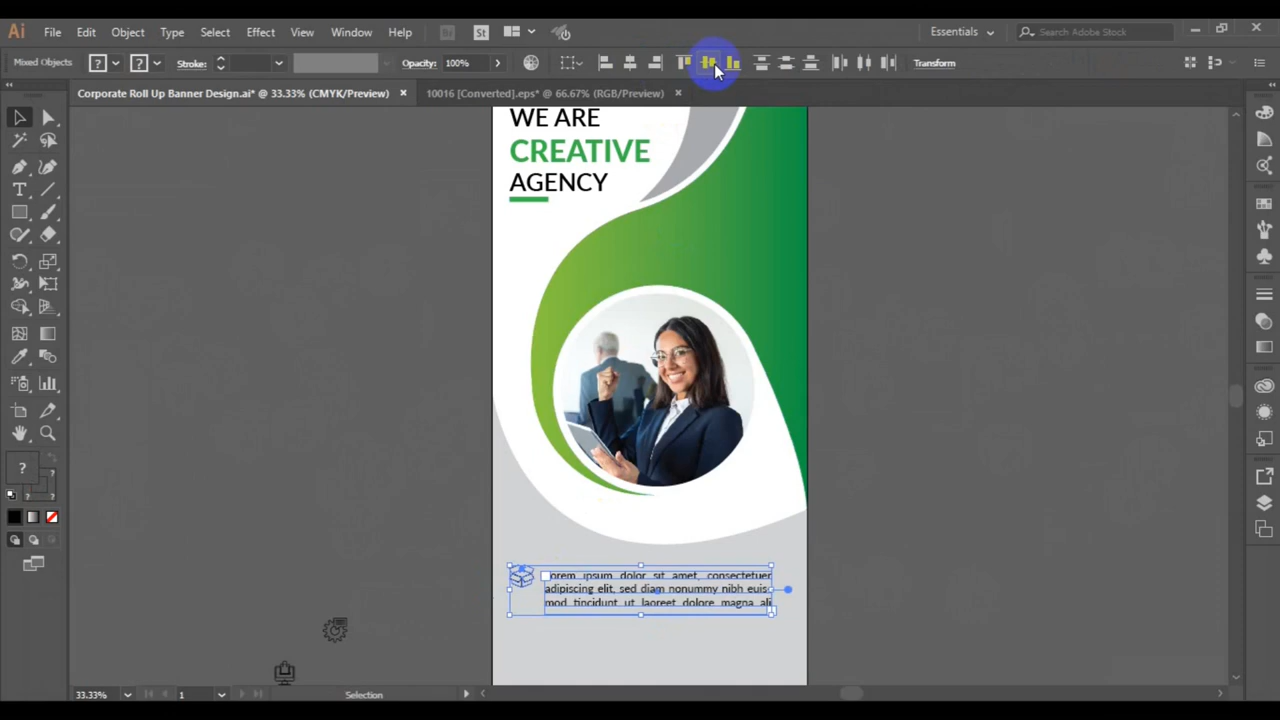 Ai File Edit Object Type Select Effect View Window Help Br St Essentials Search Adobe Stock
Mixed Objects ? ? Stroke: Opacity: 100% Transform
Corporate Roll Up Banner Design.ai* @ 33.33% (CMYK/Preview) × 10016 [Converted].eps* @ 66.67% (RGB/Preview) ×
WE ARE
CREATIVE
AGENCY
T
?
?
? ?
Lorem ipsum dolor sit amet, consectetuer
adipiscing elit, sed diam nonummy nibh euis-
mod tincidunt ut laoreet dolore magna ali
33.33% 1 Selection